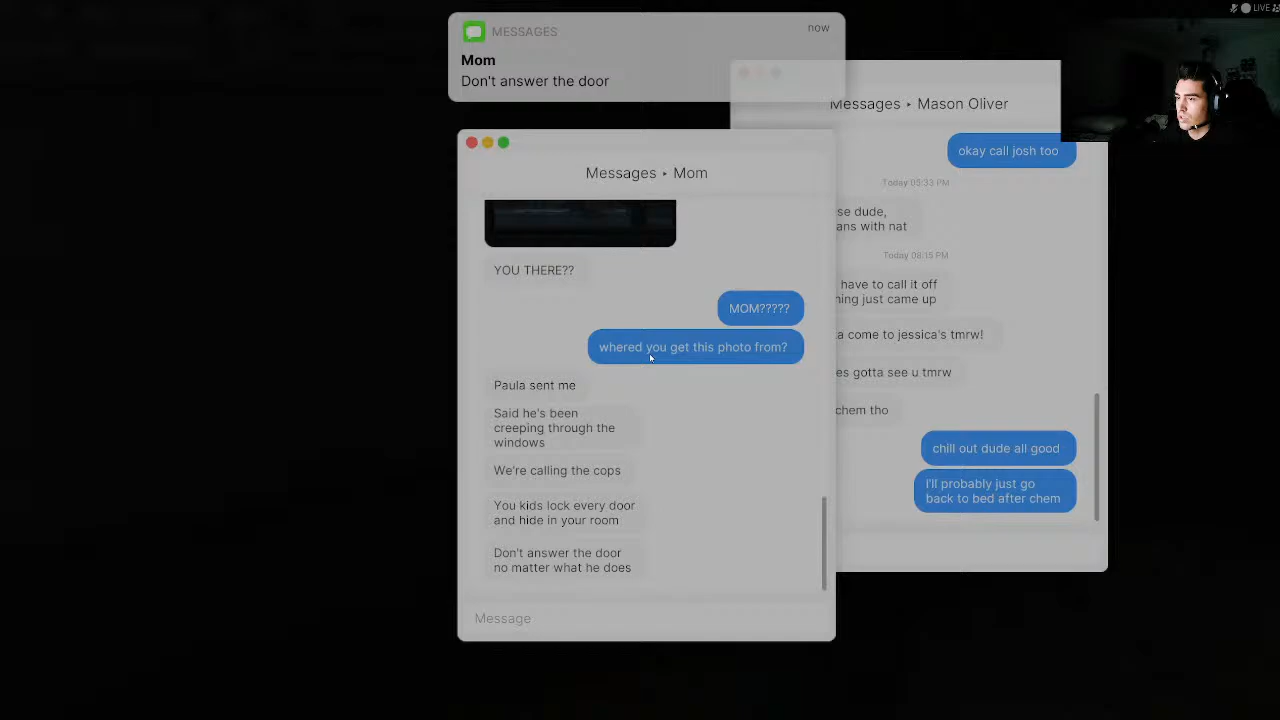 LIVE
MESSAGES
now
Mom
Don't answer the door
Messages ▸ Mom
YOU THERE??
MOM?????
whered you get this photo from?
Paula sent me
Said he's been
creeping through the
windows
We're calling the cops
You kids lock every door
and hide in your room
Don't answer the door
no matter what he does
Message
Messages ▸ Mason Oliver
okay call josh too
Today 05:33 PM
se dude,
ans with nat
Today 08:15 PM
have to call it off
ning just came up
a come to jessica's tmrw!
es gotta see u tmrw
chem tho
chill out dude all good
I'll probably just go
back to bed after chem